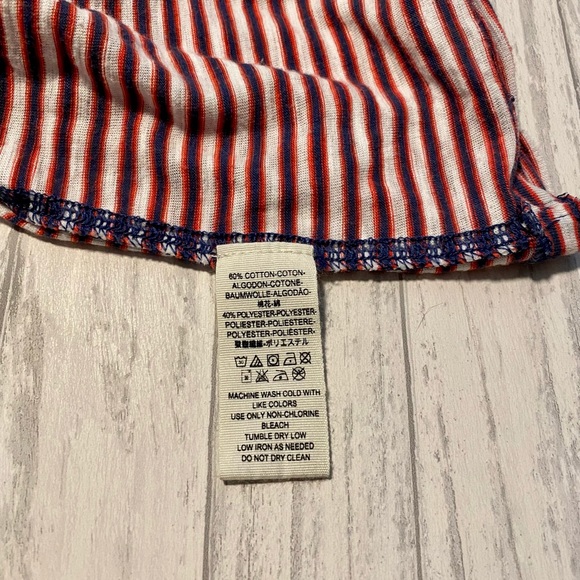 60% COTTON-COTON-
ALGODON-COTONE-
BAUMWOLLE-ALGODÃO-
棉花-綿
40% POLYESTER-POLYESTER-
POLIESTER-POLIESTERE-
POLYESTER-POLIÉSTER-
聚酯纖維-ポリエステル
MACHINE WASH COLD WITH
LIKE COLORS
USE ONLY NON-CHLORINE
BLEACH
TUMBLE DRY LOW
LOW IRON AS NEEDED
DO NOT DRY CLEAN